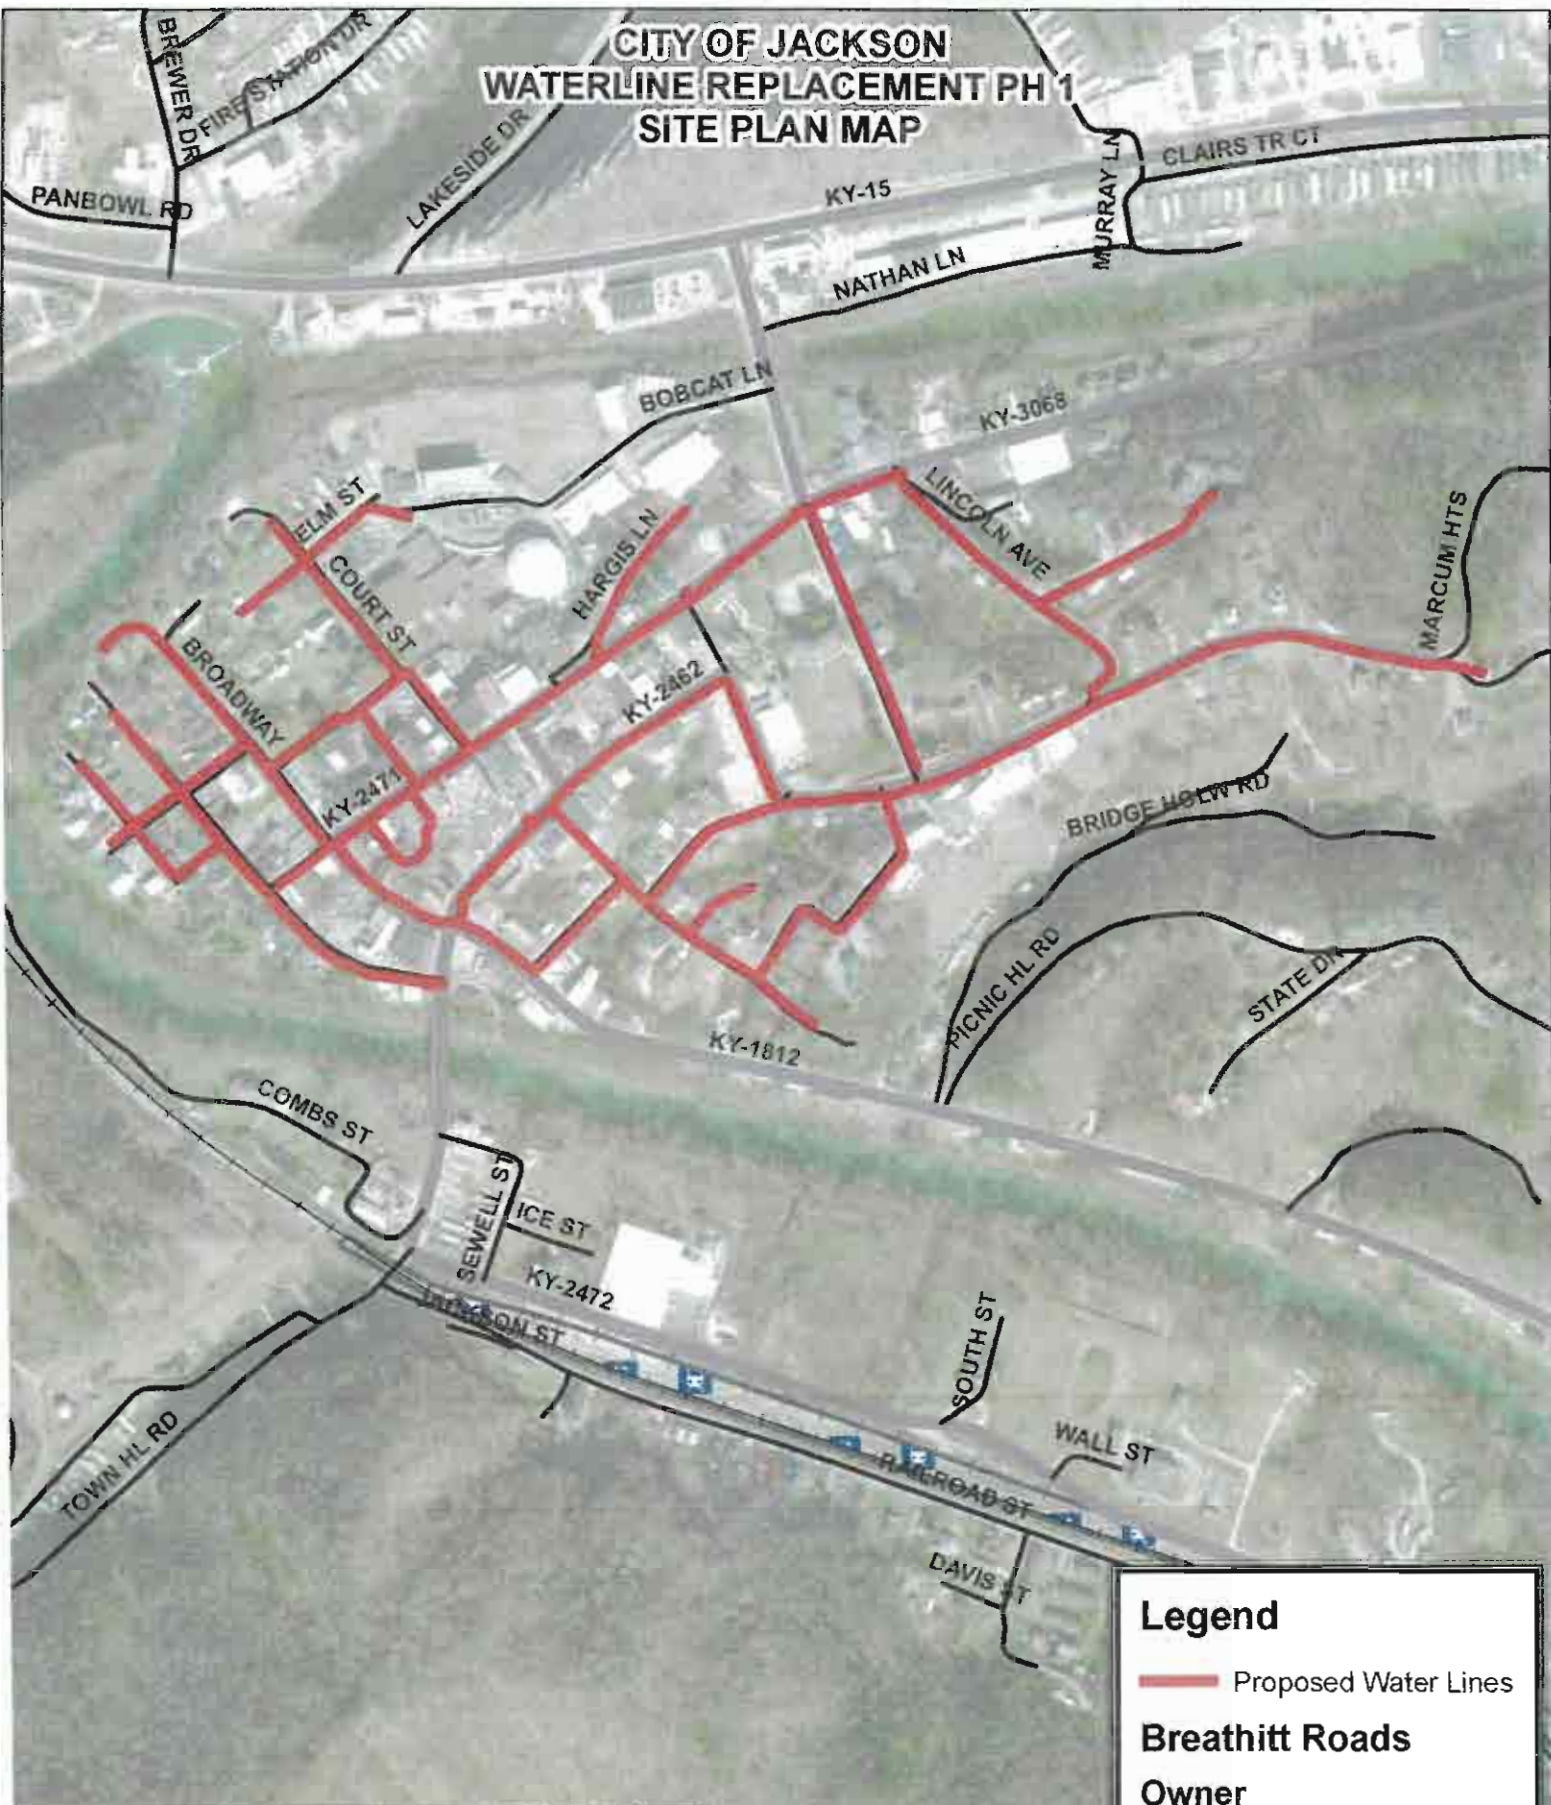 CITY OF JACKSON
WATERLINE REPLACEMENT PH 1
SITE PLAN MAP
BREWER DR
FIRE STATION DR
LAKESIDE DR
PANBOWL RD
KY-15
MURRAY LN
CLAIRS TR CT
NATHAN LN
BOBCAT LN
KY-3068
ELM ST
HARGIS LN
LINCOLN AVE
MARCUM HTS
COURT ST
BROADWAY
KY-2462
KY-2471
BRIDGE HOLW RD
PICNIC HL RD
STATE DR
KY-1812
COMBS ST
SEWELL ST
ICE ST
KY-2472
JACKSON ST
SOUTH ST
WALL ST
TOWN HL RD
RAILROAD ST
DAVIS ST
Legend
Proposed Water Lines
Breathitt Roads
Owner